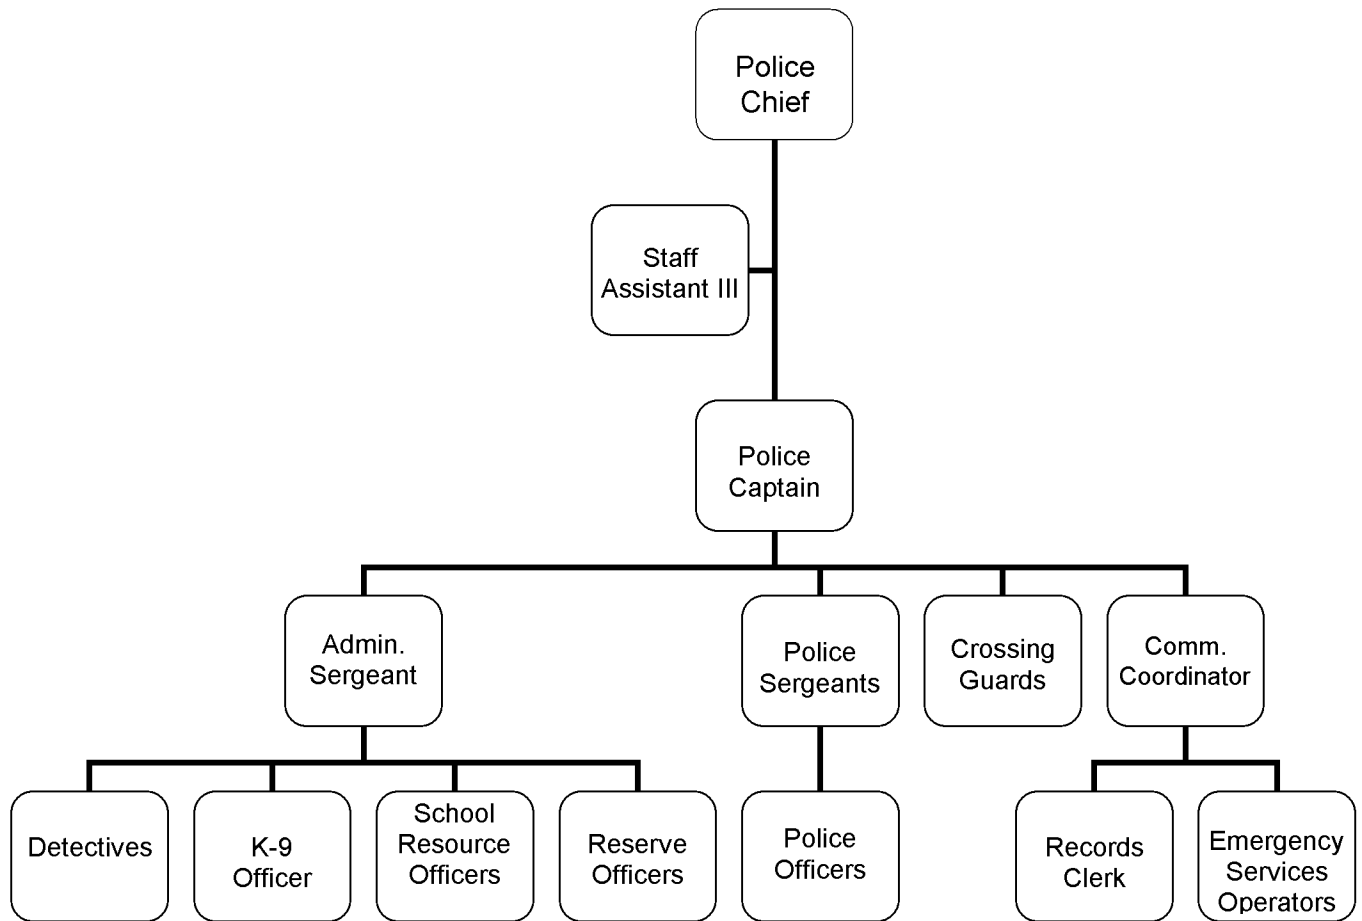 Police
Chief
Staff
Assistant III
Police
Captain
Admin.
Sergeant
Police
Sergeants
Crossing
Guards
Comm.
Coordinator
Detectives
K-9
Officer
School
Resource
Officers
Reserve
Officers
Police
Officers
Records
Clerk
Emergency
Services
Operators